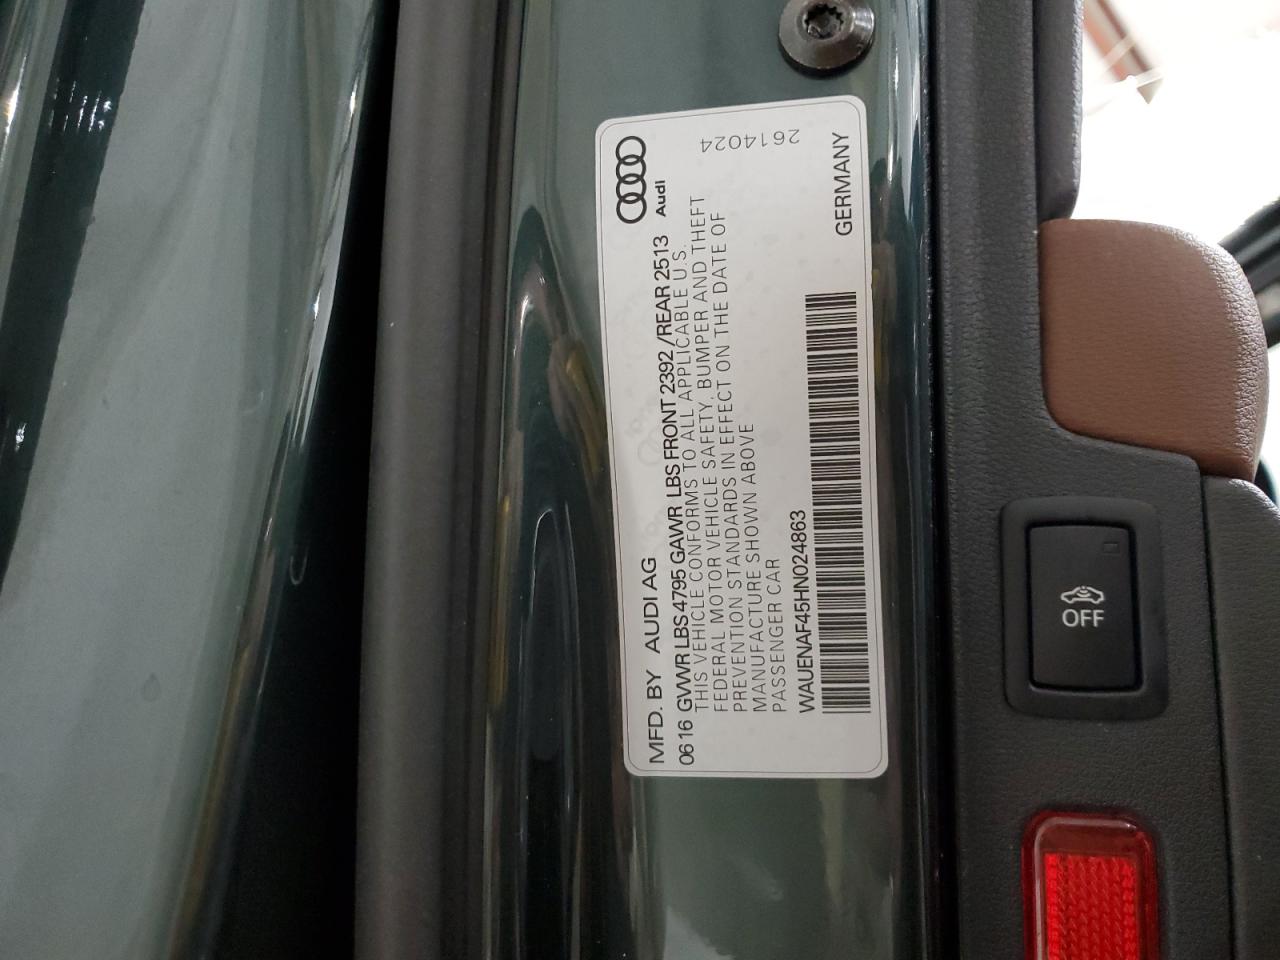 MFD. BY AUDI AG
Audi
0616 GVWR LBS4795 GAWR LBS FRONT 2392 /REAR 2513
THIS VEHICLE CONFORMS TO ALL APPLICABLE U.S.
FEDERAL MOTOR VEHICLE SAFETY, BUMPER AND THEFT
PREVENTION STANDARDS IN EFFECT ON THE DATE OF
MANUFACTURE SHOWN ABOVE
PASSENGER CAR
2614024
WAUENAF45HN024863
GERMANY
OFF